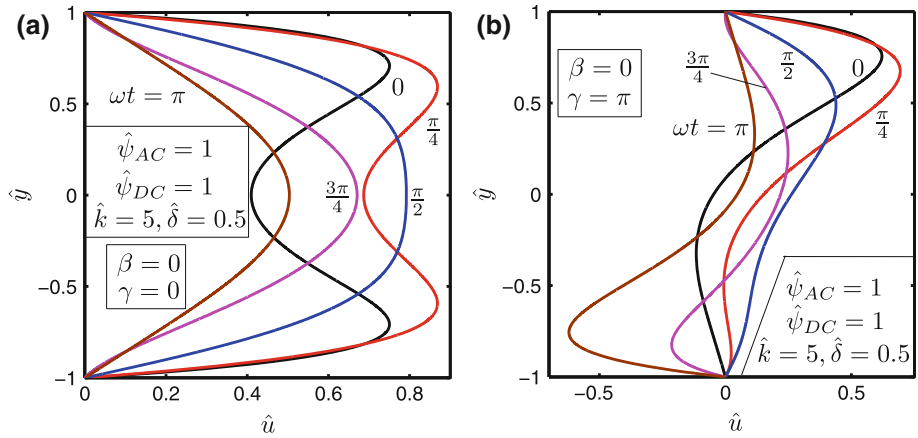 (a)
1
0.5
0
−0.5
−1
ŷ
0
0.2
0.4
0.6
0.8
û
ωt = π
ψ̂_AC = 1
ψ̂_DC = 1
k̂ = 5, δ̂ = 0.5
β = 0
γ = 0
0
π/4
3π/4
π/2
(b)
1
0.5
0
−0.5
−1
ŷ
−0.5
0
0.5
û
β = 0
γ = π
3π/4
π/2
0
ωt = π
π/4
ψ̂_AC = 1
ψ̂_DC = 1
k̂ = 5, δ̂ = 0.5